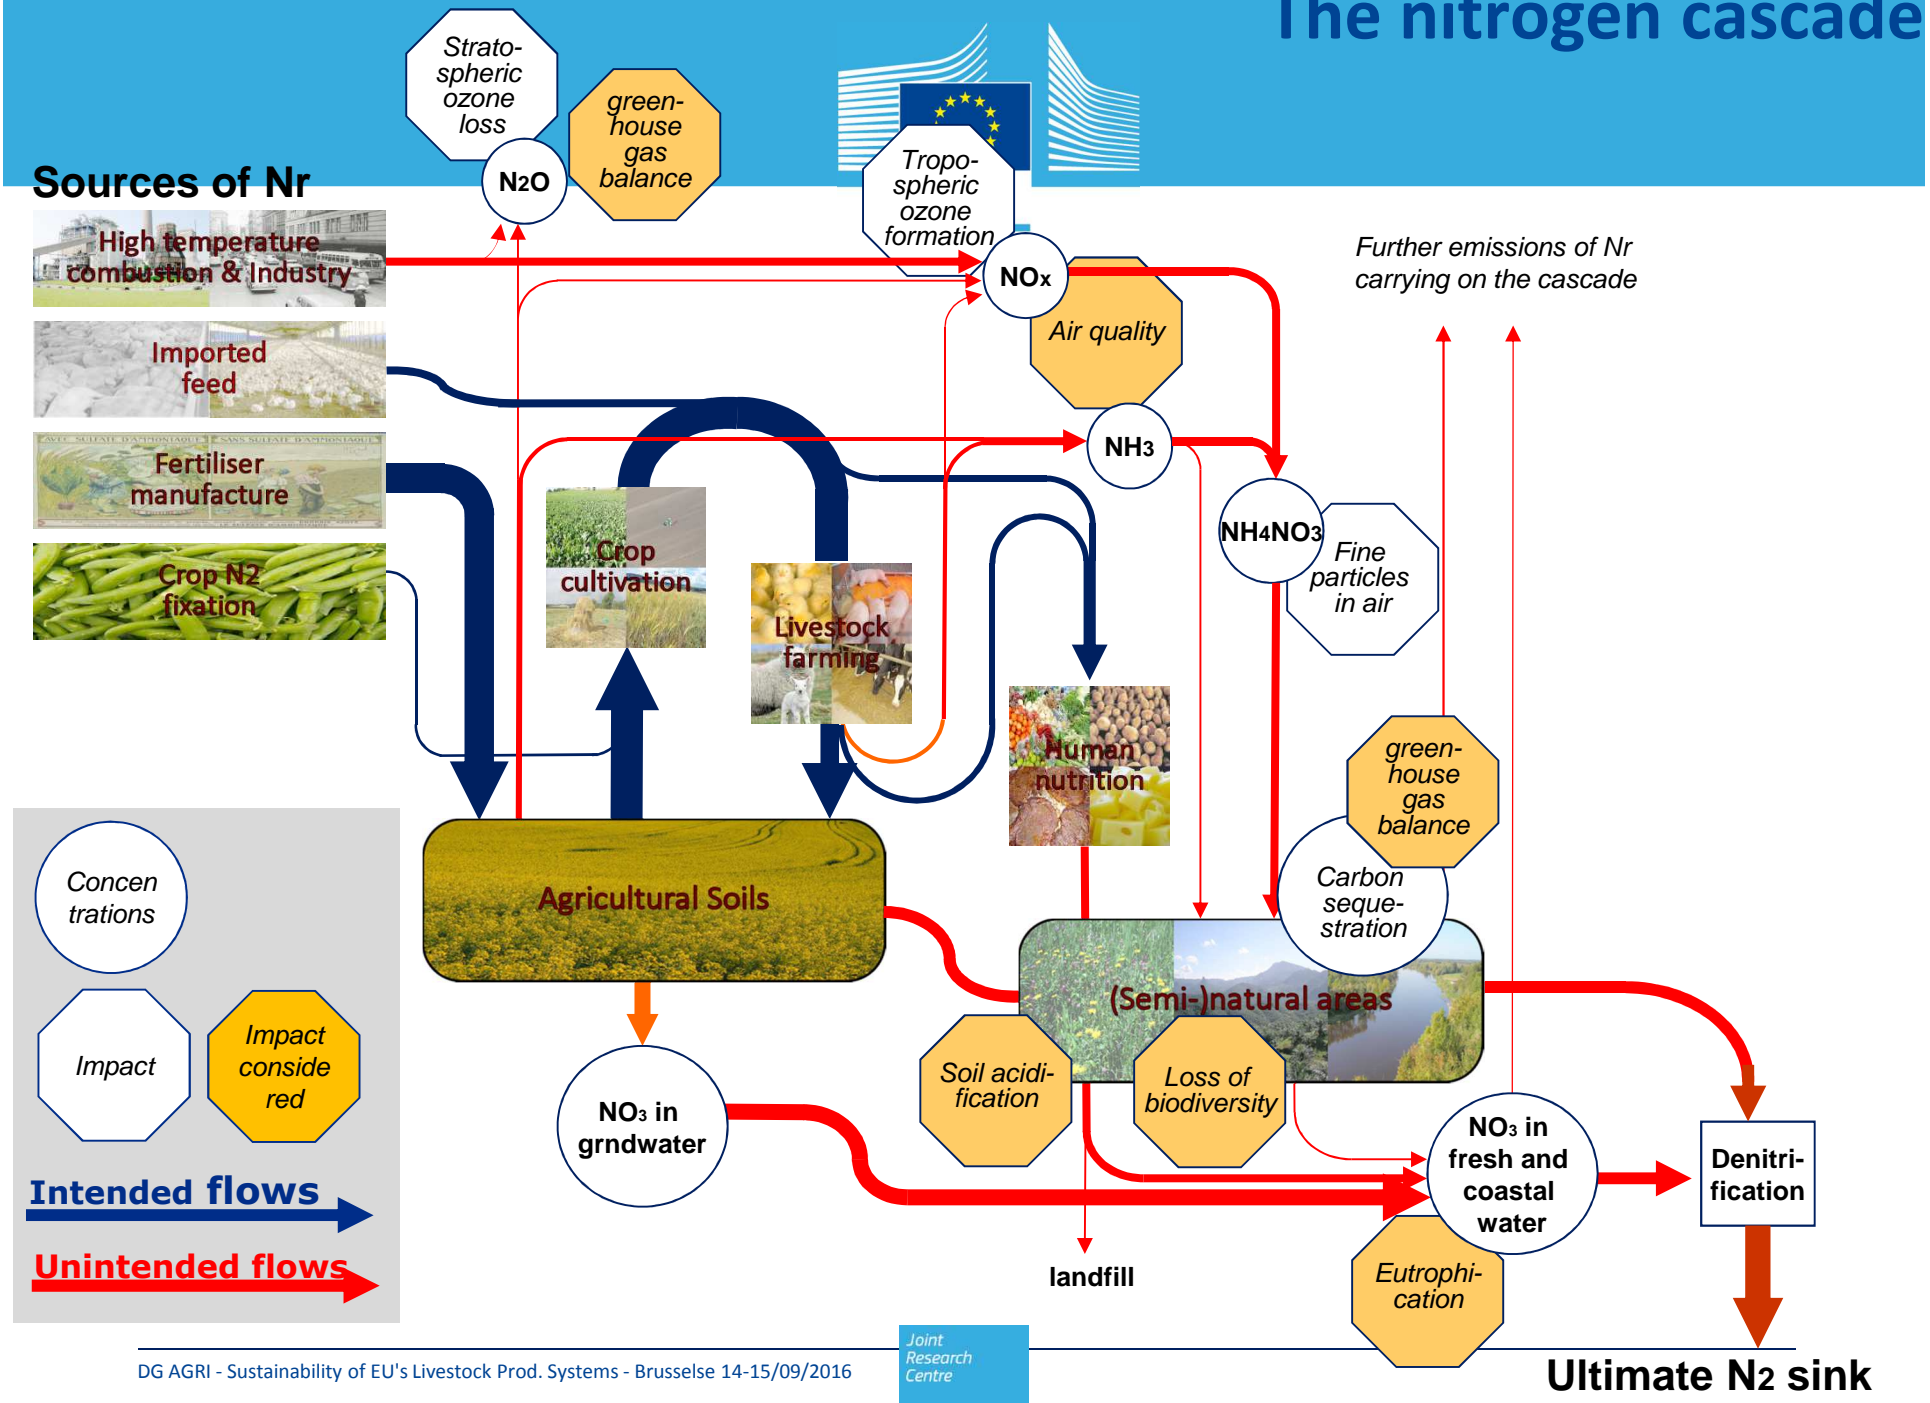 The nitrogen cascade
Strato-
spheric
ozone
loss
green-
house
gas
balance
N2O
Tropo-
spheric
ozone
formation
NOx
Air quality
Sources of Nr
High temperature
combustion & Industry
Imported
feed
AVEC SULFATE D'AMMONIAQUE
SANS SULFATE D'AMMONIAQUE
Fertiliser
manufacture
Crop N2
fixation
Further emissions of Nr
carrying on the cascade
NH3
NH4NO3
Fine
particles
in air
Crop
cultivation
Livestock
farming
Human
nutrition
green-
house
gas
balance
Carbon
seque-
stration
Agricultural Soils
(Semi-)natural areas
Soil acidi-
fication
Loss of
biodiversity
NO3 in
grndwater
NO3 in
fresh and
coastal
water
Denitri-
fication
Eutrophi-
cation
landfill
Concen
trations
Impact
Impact
conside
red
Intended flows
Unintended flows
Ultimate N2 sink
DG AGRI - Sustainability of EU's Livestock Prod. Systems - Brusselse 14-15/09/2016
Joint
Research
Centre